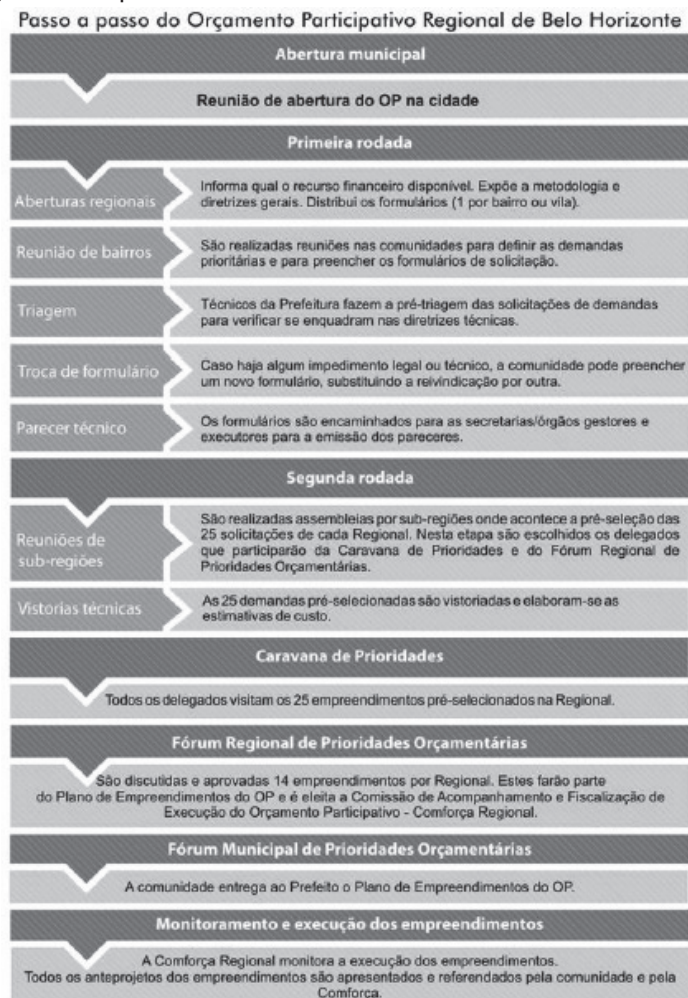 Passo a passo do Orçamento Participativo Regional de Belo Horizonte
Abertura municipal
Reunião de abertura do OP na cidade
Primeira rodada
Aberturas regionais
Informa qual o recurso financeiro disponível. Expõe a metodologia e
diretrizes gerais. Distribui os formulários (1 por bairro ou vila).
Reunião de bairros
São realizadas reuniões nas comunidades para definir as demandas
prioritárias e para preencher os formulários de solicitação.
Triagem
Técnicos da Prefeitura fazem a pré-triagem das solicitações de demandas
para verificar se enquadram nas diretrizes técnicas.
Troca de formulário
Caso haja algum impedimento legal ou técnico, a comunidade pode preencher
um novo formulário, substituindo a reivindicação por outra.
Parecer técnico
Os formulários são encaminhados para as secretarias/órgãos gestores e
executores para a emissão dos pareceres.
Segunda rodada
Reuniões de
sub-regiões
São realizadas assembleias por sub-regiões onde acontece a pré-seleção das
25 solicitações de cada Regional. Nesta etapa são escolhidos os delegados
que participarão da Caravana de Prioridades e do Fórum Regional de
Prioridades Orçamentárias.
Vistorias técnicas
As 25 demandas pré-selecionadas são vistoriadas e elaboram-se as
estimativas de custo.
Caravana de Prioridades
Todos os delegados visitam os 25 empreendimentos pré-selecionados na Regional.
Fórum Regional de Prioridades Orçamentárias
São discutidas e aprovadas 14 empreendimentos por Regional. Estes farão parte
do Plano de Empreendimentos do OP e é eleita a Comissão de Acompanhamento e Fiscalização de
Execução do Orçamento Participativo - Comforça Regional.
Fórum Municipal de Prioridades Orçamentárias
A comunidade entrega ao Prefeito o Plano de Empreendimentos do OP.
Monitoramento e execução dos empreendimentos
A Comforça Regional monitora a execução dos empreendimentos.
Todos os anteprojetos dos empreendimentos são apresentados e referendados pela comunidade e pela
Comforça.